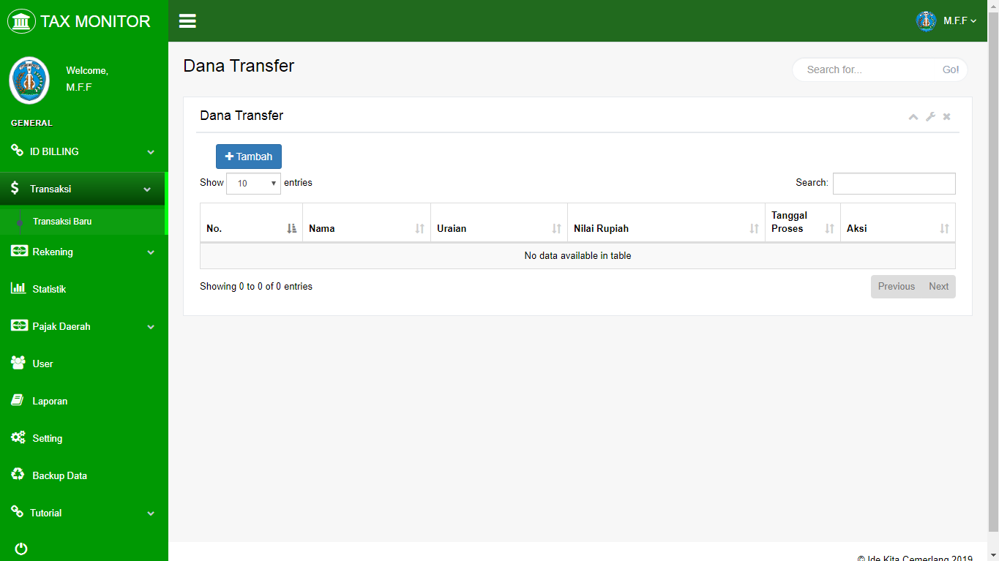 TAX MONITOR
M.F.F
Welcome,
M.F.F
GENERAL
ID BILLING
Transaksi
Transaksi Baru
Rekening
Statistik
Pajak Daerah
User
Laporan
Setting
Backup Data
Tutorial
Dana Transfer
Search for... Go!
Dana Transfer
Tambah
Show 10 entries Search:
No. Nama Uraian Nilai Rupiah Tanggal Proses Aksi
No data available in table
Showing 0 to 0 of 0 entries Previous Next
© Ide Kita Cemerlang 2019